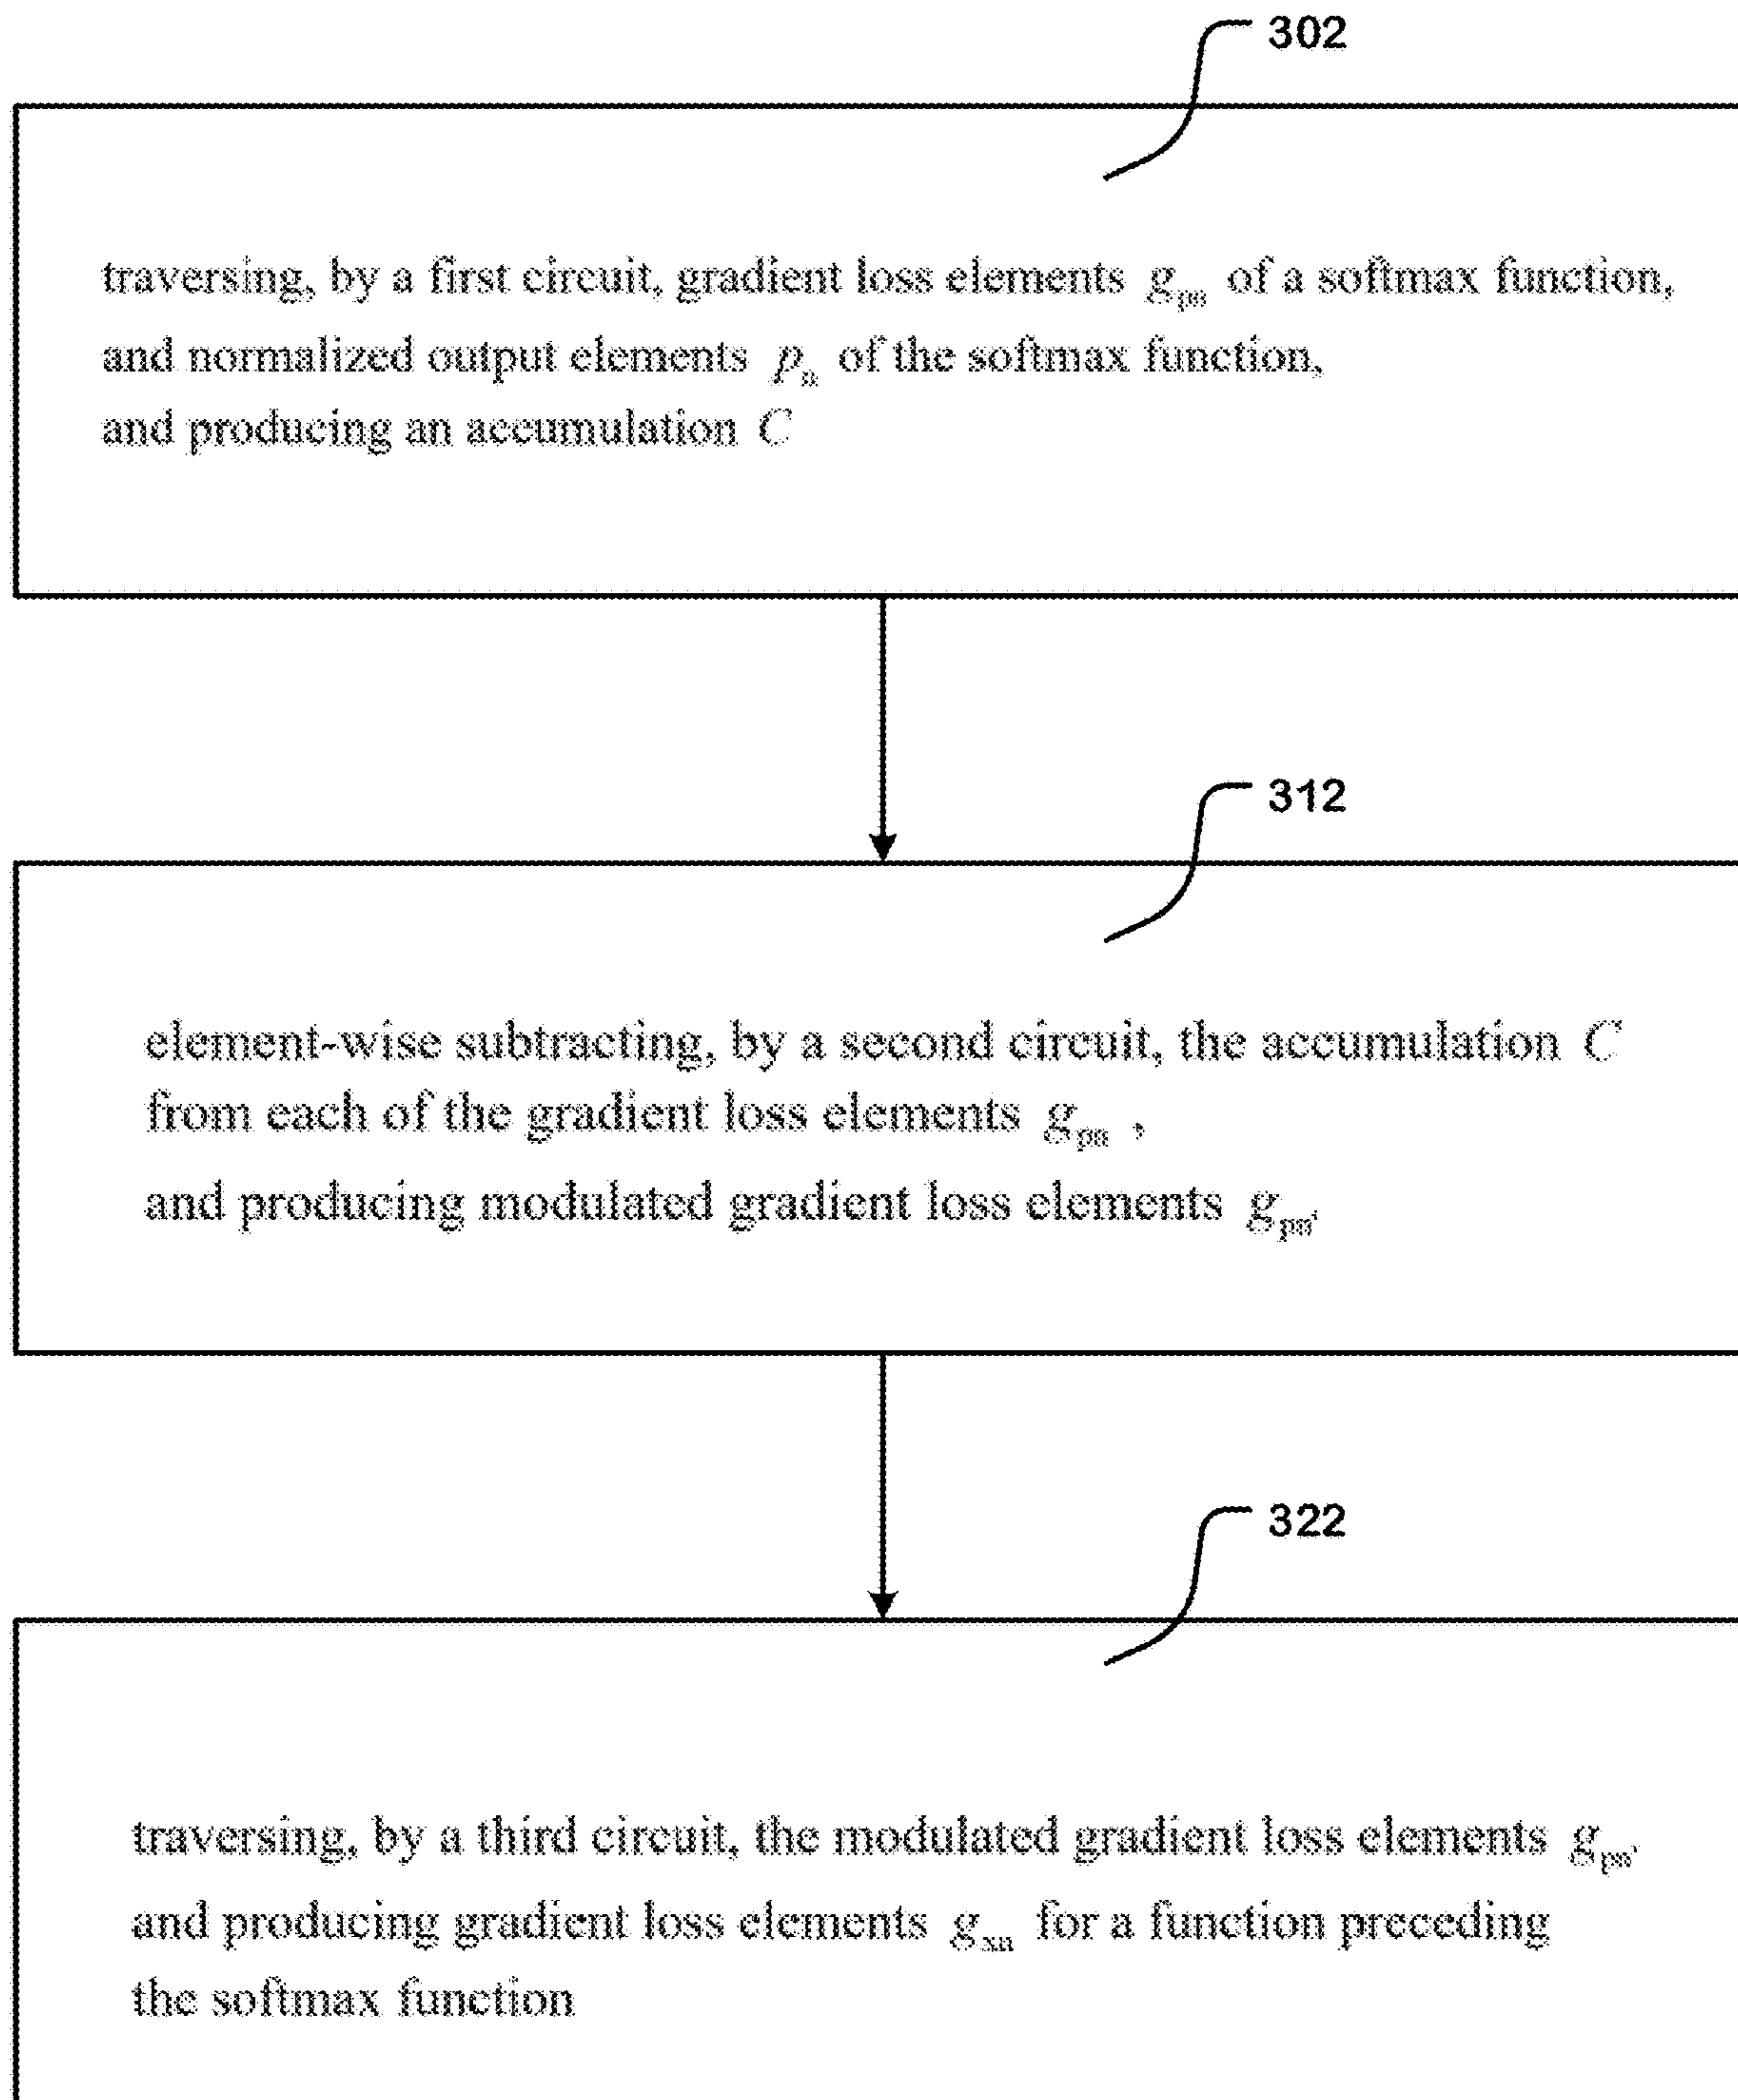 302
traversing, by a first circuit, gradient loss elements g_pn of a softmax function,
and normalized output elements p_n of the softmax function,
and producing an accumulation C
312
element-wise subtracting, by a second circuit, the accumulation C
from each of the gradient loss elements g_pn ,
and producing modulated gradient loss elements g_pn'
322
traversing, by a third circuit, the modulated gradient loss elements g_pn'
and producing gradient loss elements g_xn for a function preceding
the softmax function